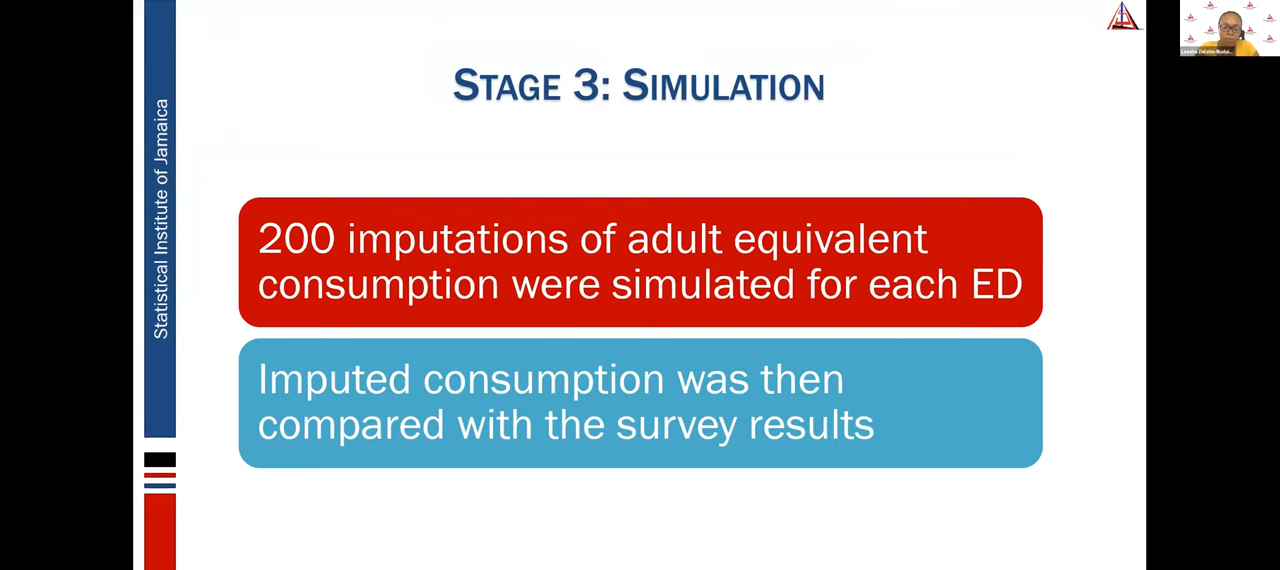 STAGE 3: SIMULATION
Statistical Institute of Jamaica
200 imputations of adult equivalent
consumption were simulated for each ED
Imputed consumption was then
compared with the survey results